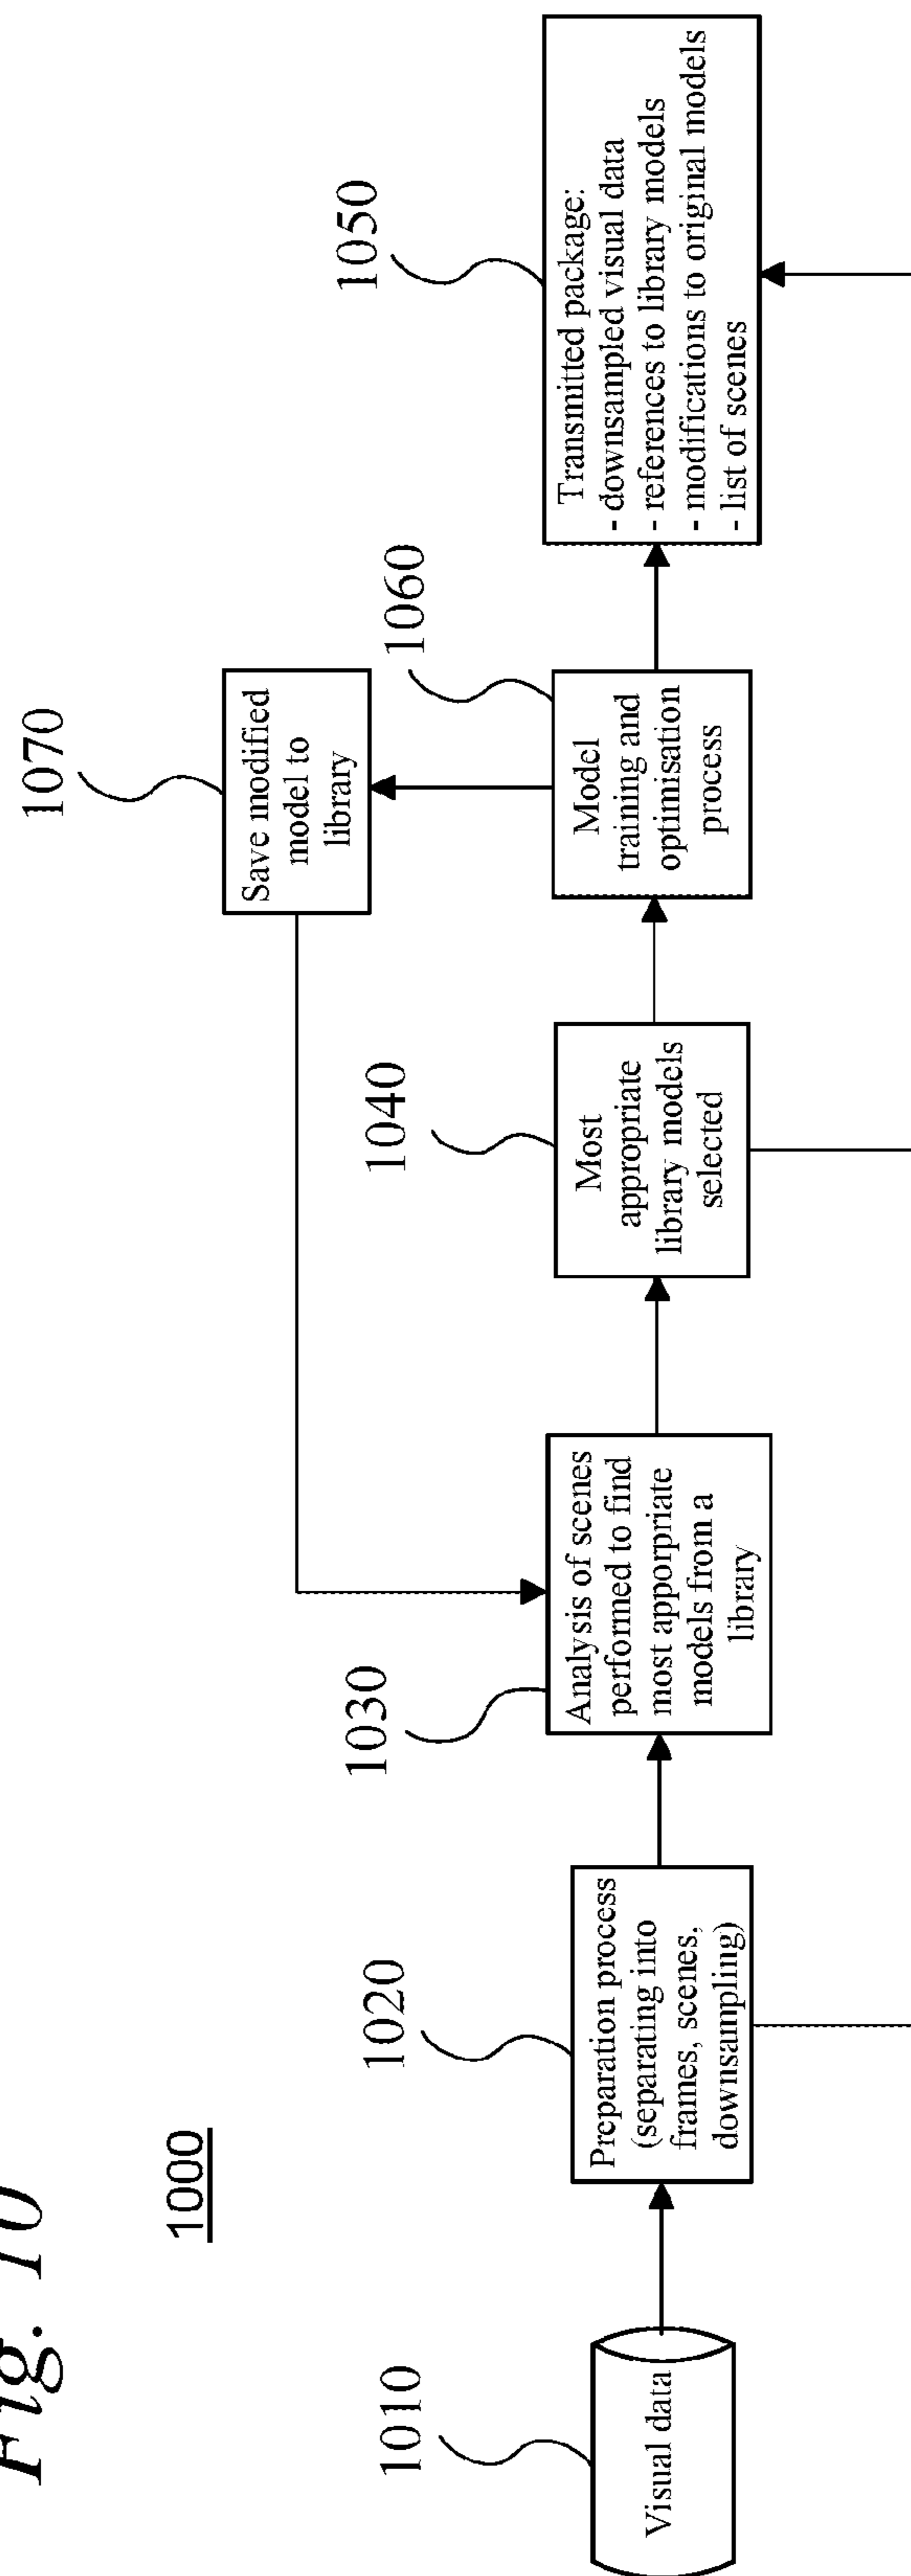 Fig. 10
1000
1010
Visual data
1020
Preparation process
(separating into
frames, scenes,
downsampling)
1030
Analysis of scenes
performed to find
most apporpriate
models from a
library
1040
Most
appropriate
library models
selected
1060
Model
training and
optimisation
process
1070
Save modified
model to
library
1050
Transmitted package:
- downsampled visual data
- references to library models
- modifications to original models
- list of scenes